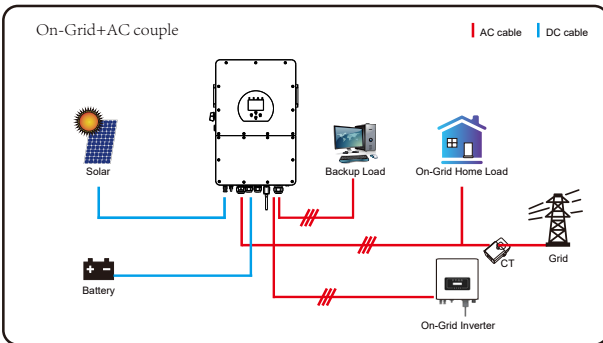 On-Grid+AC couple
AC cable
DC cable
Solar
Backup Load
On-Grid Home Load
CT
Grid
Battery
On-Grid Inverter